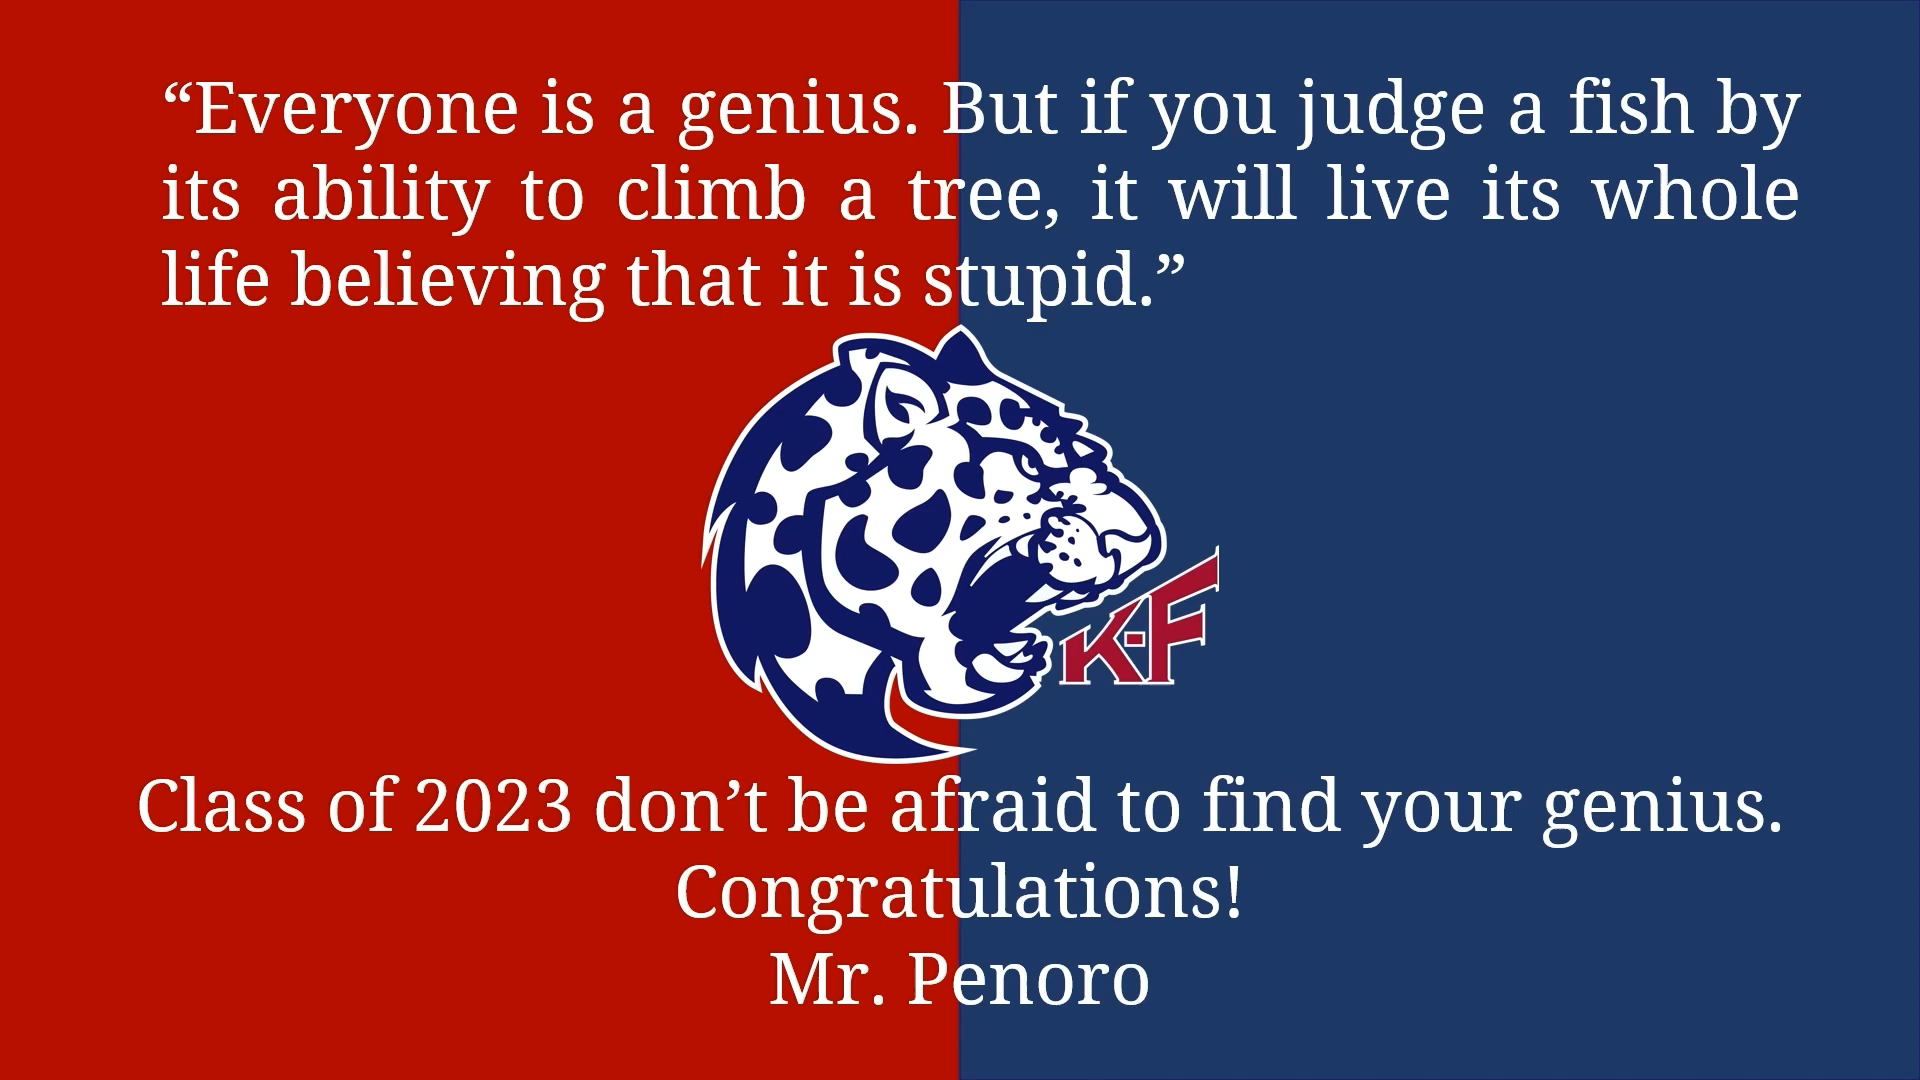 “Everyone is a genius. But if you judge a fish by
its ability to climb a tree, it will live its whole
life believing that it is stupid.”
K-F
Class of 2023 don’t be afraid to find your genius.
Congratulations!
Mr. Penoro